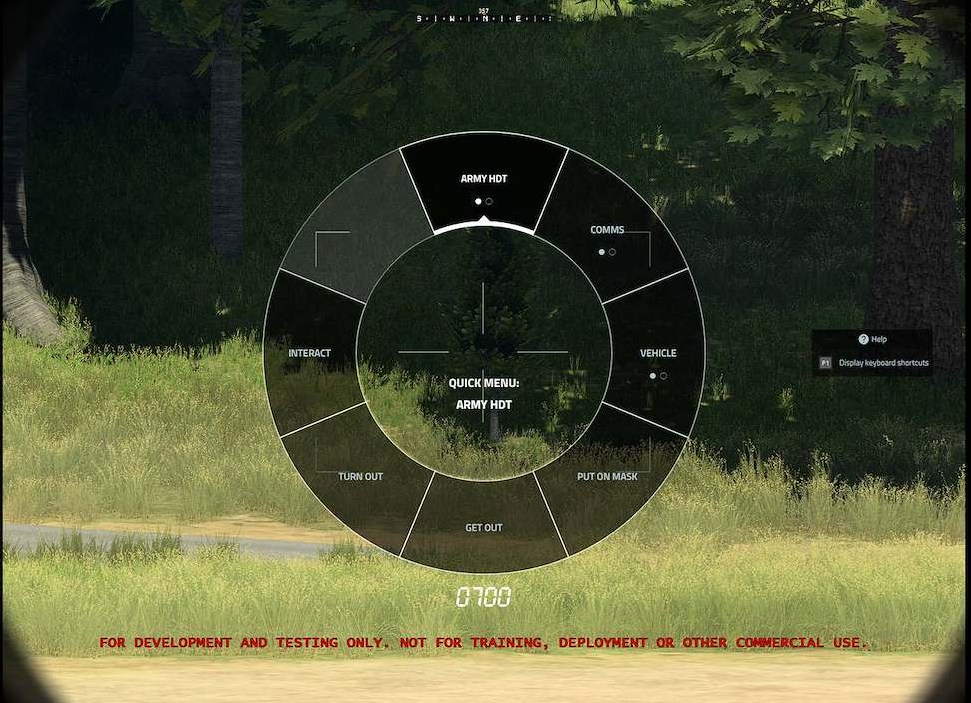 357
S W N E
ARMY HDT
COMMS
INTERACT
VEHICLE
? Help
F1 Display keyboard shortcuts
QUICK MENU:
ARMY HDT
TURN OUT
PUT ON MASK
GET OUT
0700
FOR DEVELOPMENT AND TESTING ONLY. NOT FOR TRAINING, DEPLOYMENT OR OTHER COMMERCIAL USE.